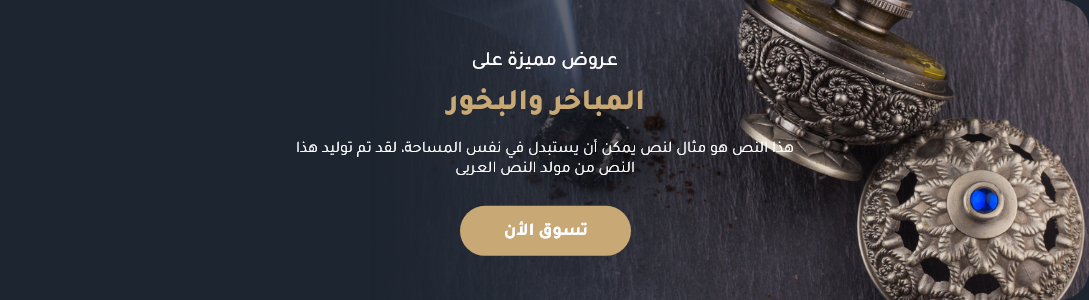 عروض مميزة على
المباخر والبخور
هذا النص هو مثال لنص يمكن أن يستبدل في نفس المساحة، لقد تم توليد هذا
النص من مولد النص العربى
تسوق الأن